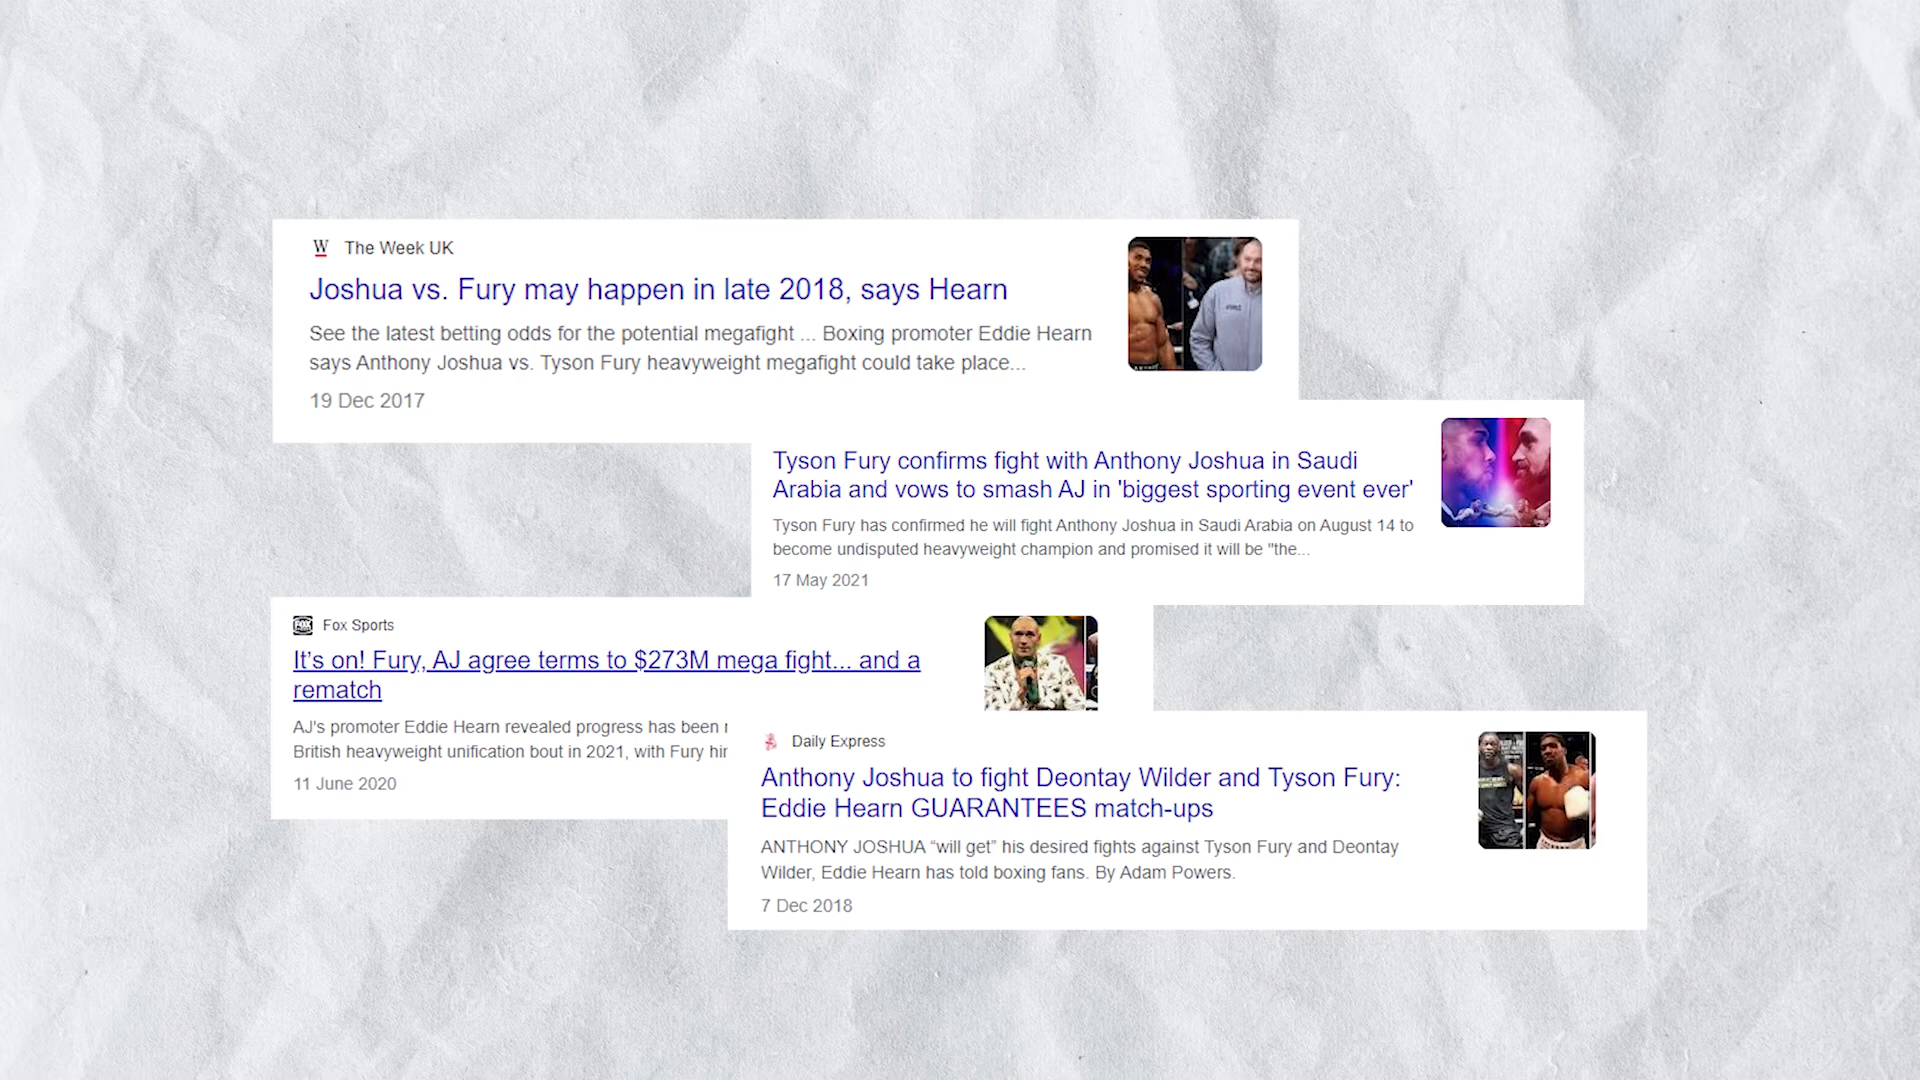 The Week UK
Joshua vs. Fury may happen in late 2018, says Hearn
See the latest betting odds for the potential megafight ... Boxing promoter Eddie Hearn
says Anthony Joshua vs. Tyson Fury heavyweight megafight could take place...
19 Dec 2017
Tyson Fury confirms fight with Anthony Joshua in Saudi
Arabia and vows to smash AJ in 'biggest sporting event ever'
Tyson Fury has confirmed he will fight Anthony Joshua in Saudi Arabia on August 14 to
become undisputed heavyweight champion and promised it will be "the...
17 May 2021
Fox Sports
It's on! Fury, AJ agree terms to $273M mega fight... and a
rematch
AJ's promoter Eddie Hearn revealed progress has been
British heavyweight unification bout in 2021, with Fury
11 June 2020
Daily Express
Anthony Joshua to fight Deontay Wilder and Tyson Fury:
Eddie Hearn GUARANTEES match-ups
ANTHONY JOSHUA “will get” his desired fights against Tyson Fury and Deontay
Wilder, Eddie Hearn has told boxing fans. By Adam Powers.
7 Dec 2018